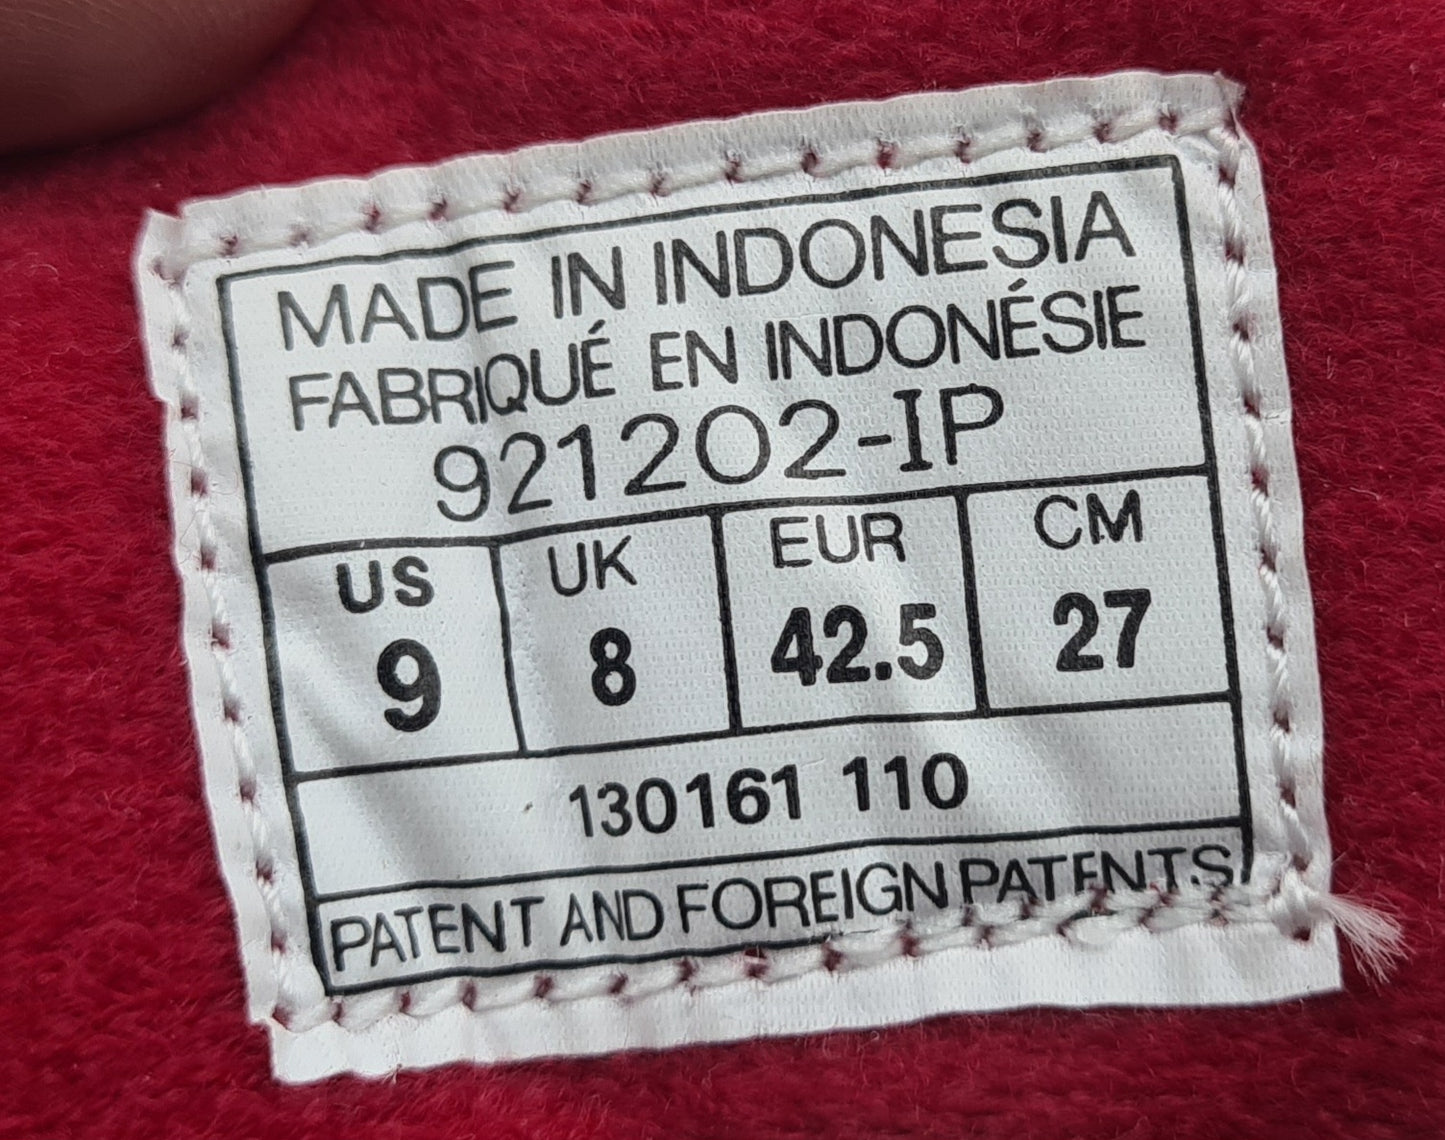 MADE IN INDONESIA
FABRIQUÉ EN INDONÉSIE
921202-IP
US UK EUR CM
9 8 42.5 27
130161 110
PATENT AND FOREIGN PATENTS